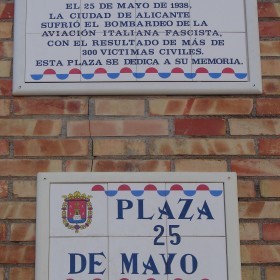 EL 25 DE MAYO DE 1938,
LA CIUDAD DE ALICANTE
SUFRIÓ EL BOMBARDEO DE LA
AVIACIÓN ITALIANA FASCISTA,
CON EL RESULTADO DE MÁS DE
300 VICTIMAS CIVILES.
ESTA PLAZA SE DEDICA A SU MEMORIA.
PLAZA
25
DE MAYO